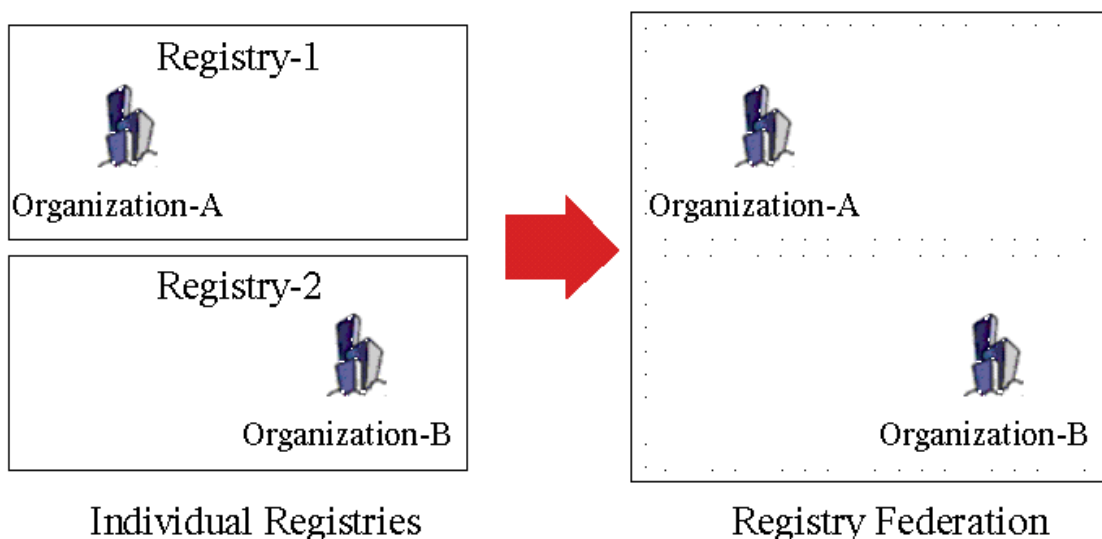 Registry-1
Organization-A
Registry-2
Organization-B
Individual Registries
Organization-A
Organization-B
Registry Federation